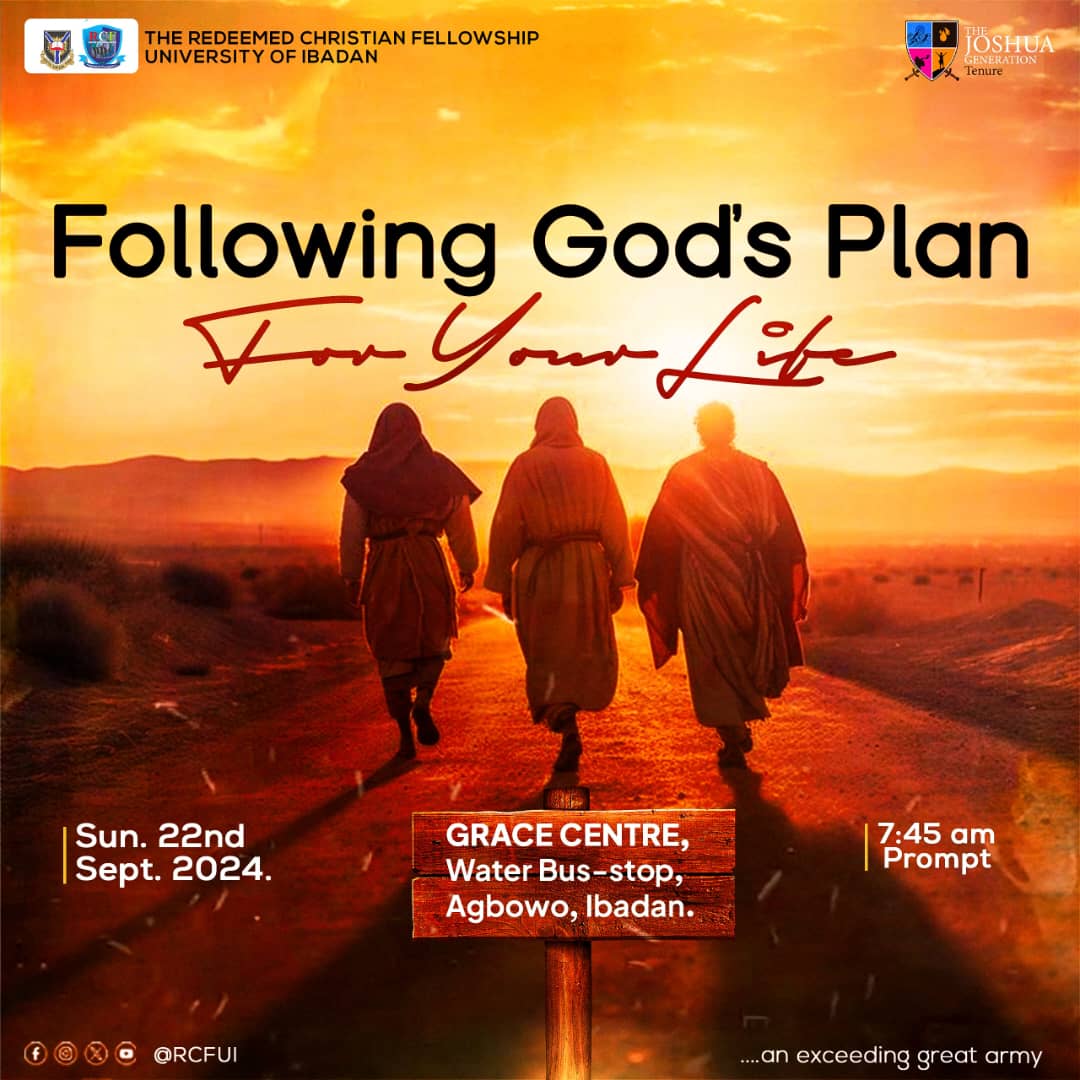 THE REDEEMED CHRISTIAN FELLOWSHIP
UNIVERSITY OF IBADAN
RCF
THE
JOSHUA
GENERATION
Tenure
Following God's Plan
For Your Life
Sun. 22nd
Sept. 2024.
GRACE CENTRE,
Water Bus-stop,
Agbowo, Ibadan.
7:45 am
Prompt
@RCFUI
....an exceeding great army